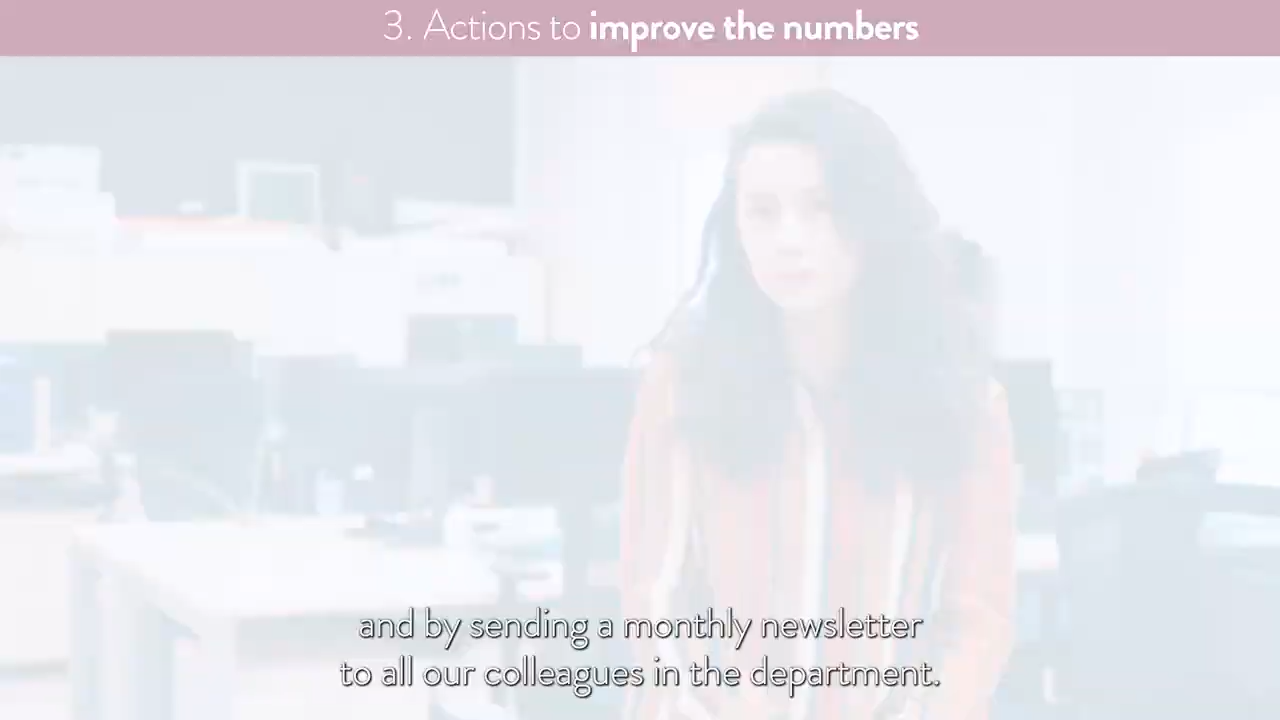 3. Actions to improve the numbers
and by sending a monthly newsletter
to all our colleagues in the department.